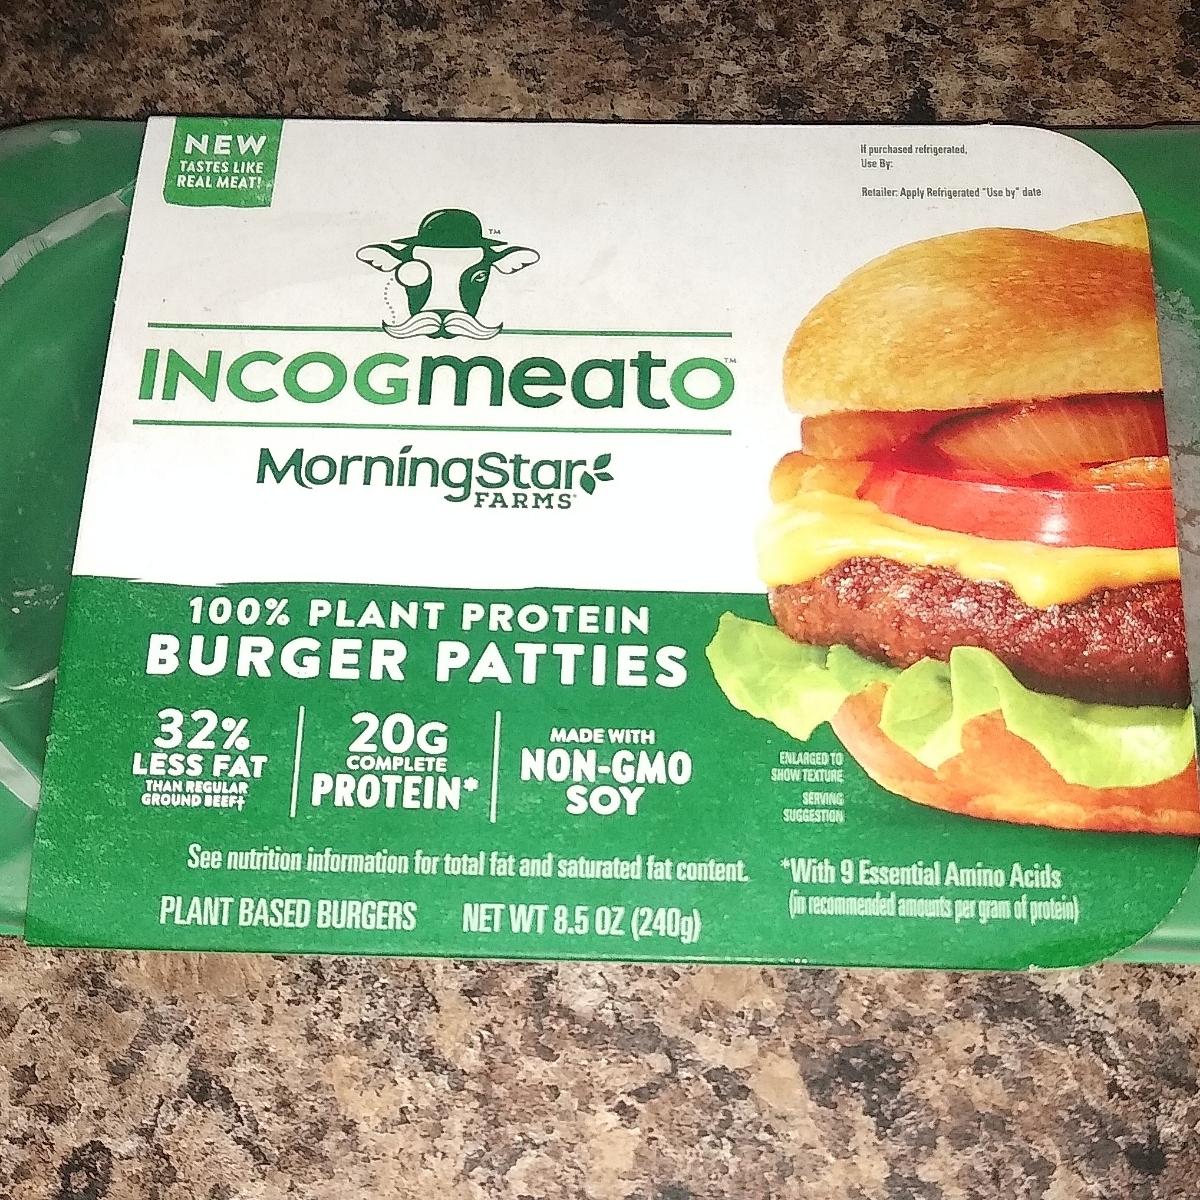 NEW
TASTES LIKE
REAL MEAT!
If purchased refrigerated,
Use By:
Retailer: Apply Refrigerated "Use by" date
TM
INCOGmeato™
MorningStar
FARMS®
100% PLANT PROTEIN
BURGER PATTIES
32%
LESS FAT
THAN REGULAR
GROUND BEEF†
20G
COMPLETE
PROTEIN*
MADE WITH
NON-GMO
SOY
ENLARGED TO
SHOW TEXTURE
SERVING
SUGGESTION
See nutrition information for total fat and saturated fat content.
*With 9 Essential Amino Acids
(in recommended amounts per gram of protein)
PLANT BASED BURGERS NET WT 8.5 OZ (240g)